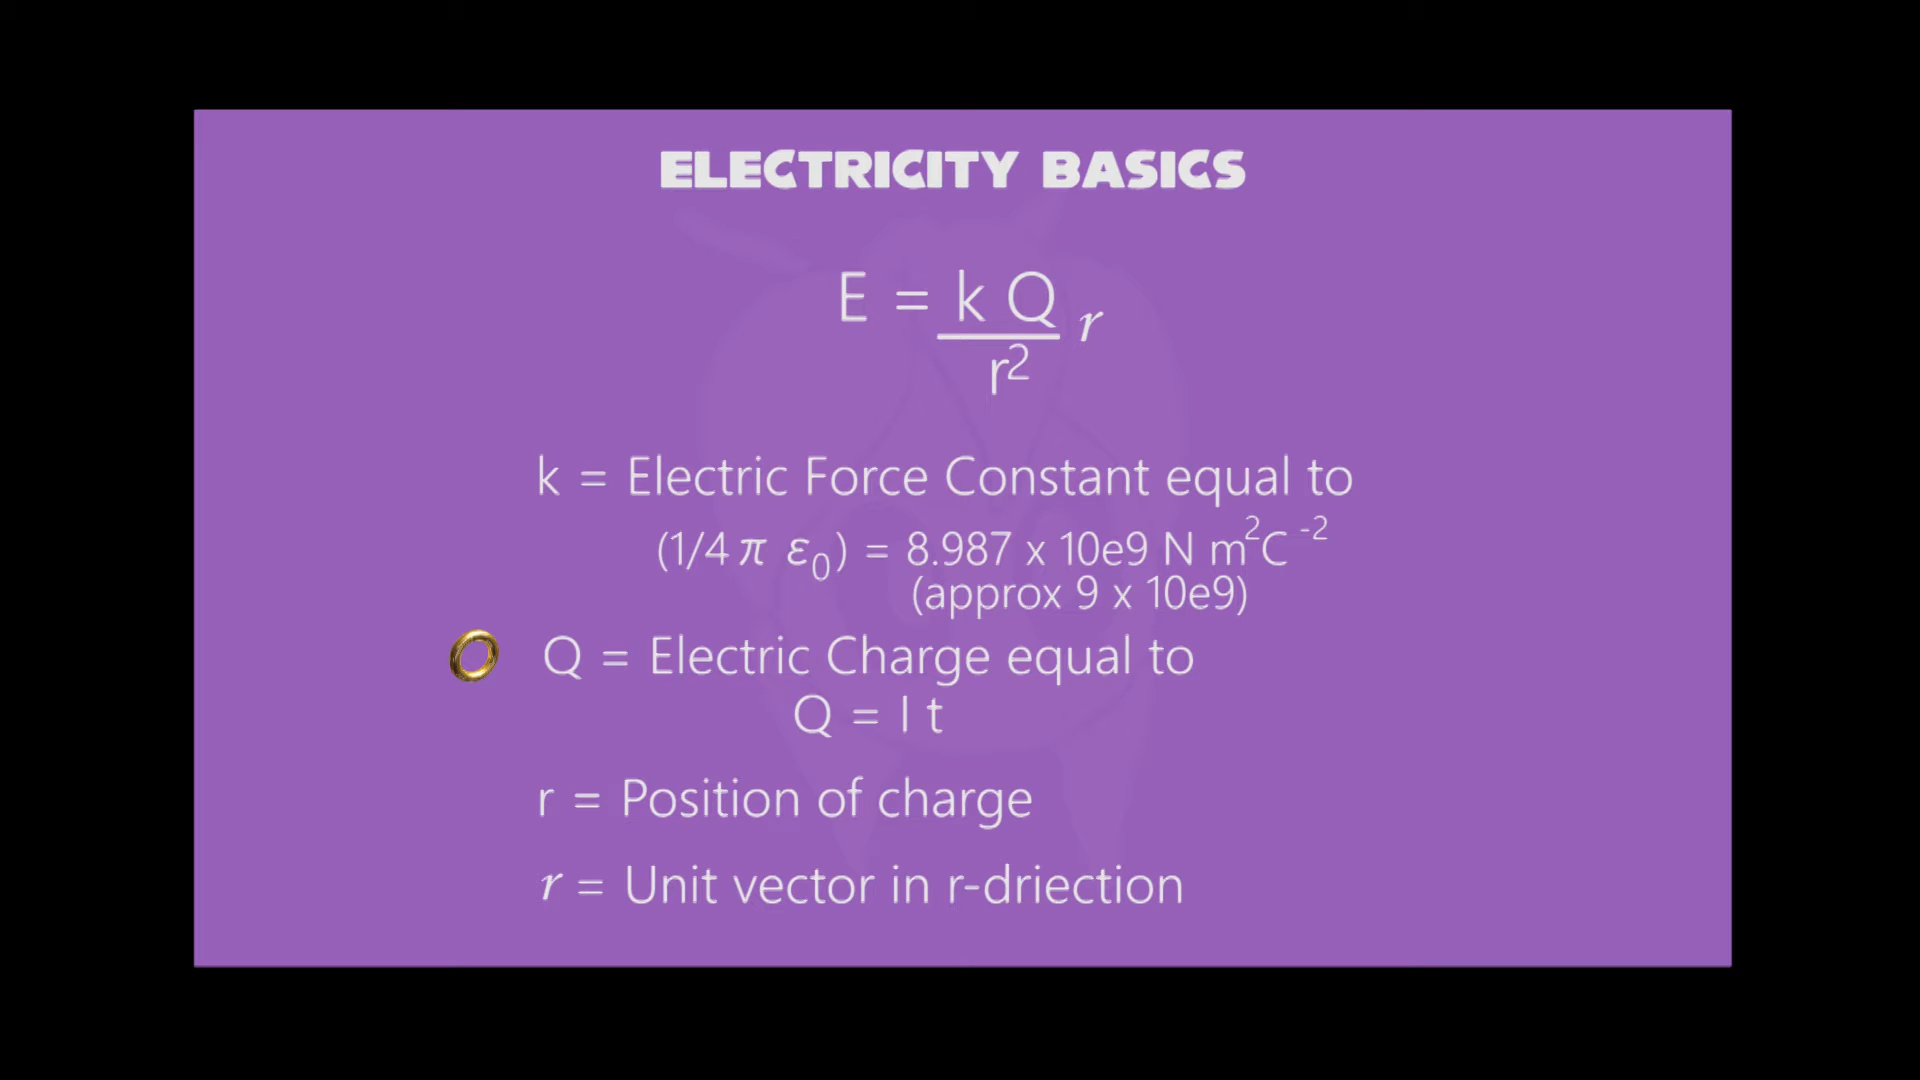 ELECTRICITY BASICS
E = k Q r
r²
k = Electric Force Constant equal to
(1/4 π ε₀) = 8.987 x 10e9 N m²C ⁻²
(approx 9 x 10e9)
Q = Electric Charge equal to
Q = I t
r = Position of charge
r = Unit vector in r-driection